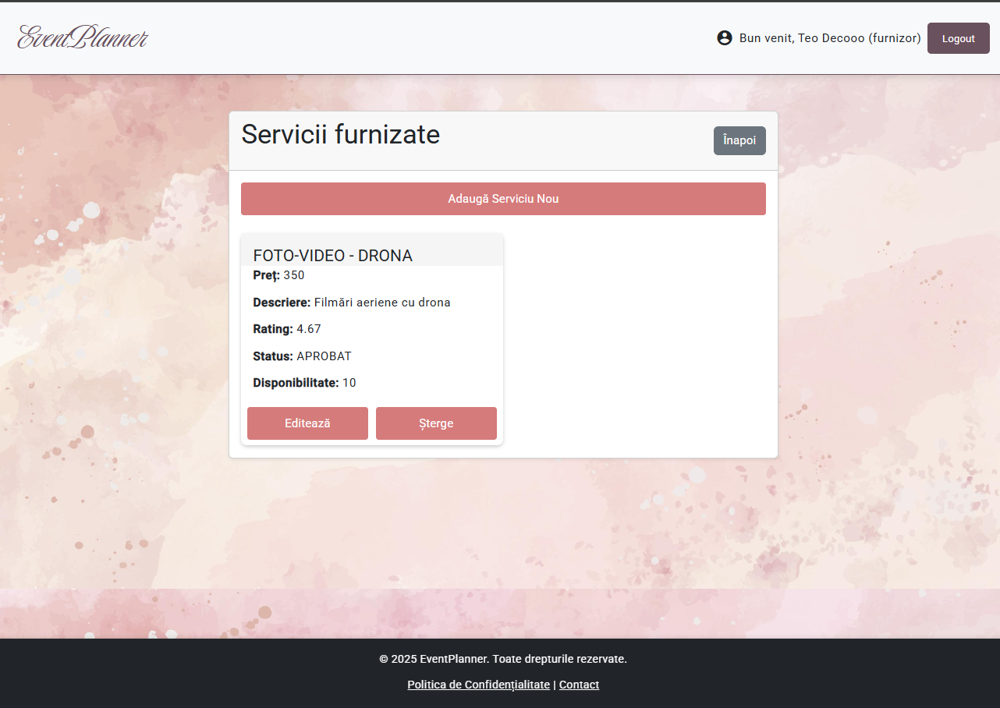 EventPlanner
Bun venit, Teo Decooo (furnizor)
Logout
Servicii furnizate
Înapoi
Adaugă Serviciu Nou
FOTO-VIDEO - DRONA
Preț: 350
Descriere: Filmări aeriene cu drona
Rating: 4.67
Status: APROBAT
Disponibilitate: 10
Editează
Șterge
© 2025 EventPlanner. Toate drepturile rezervate.
Politica de Confidențialitate | Contact